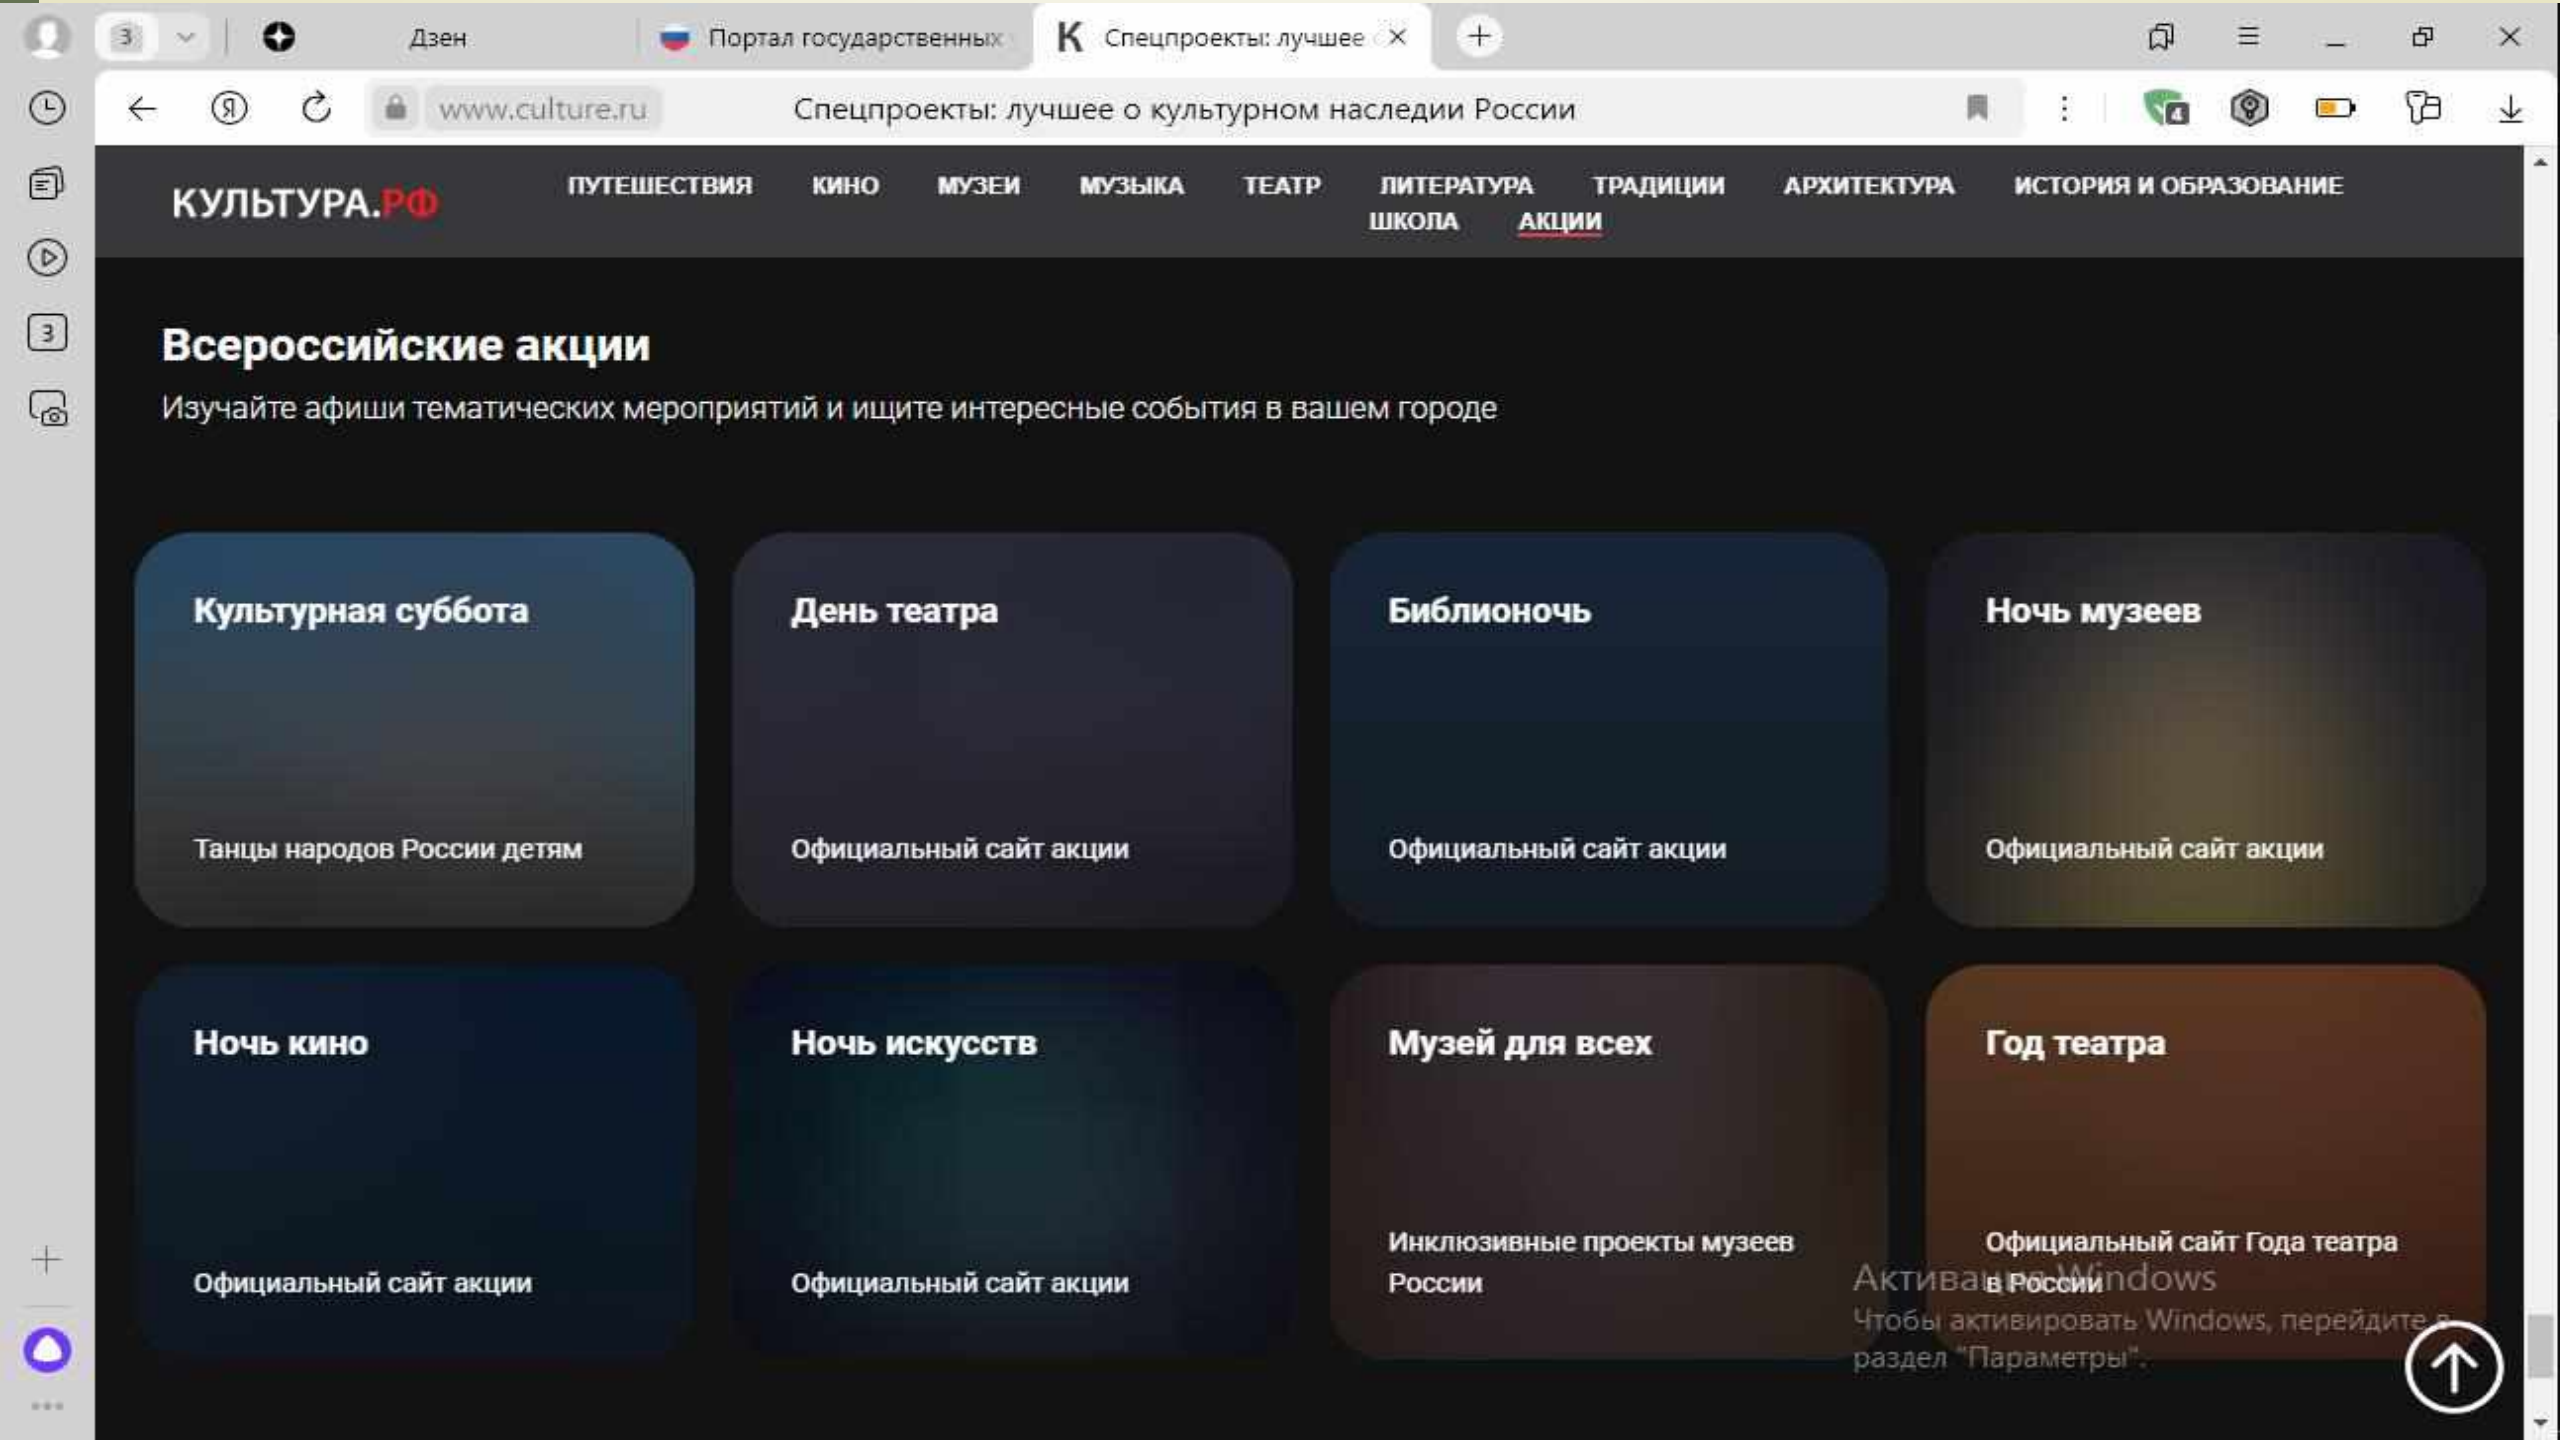 3
Дзен
Портал государственных
Спецпроекты: лучшее
www.culture.ru
Спецпроекты: лучшее о культурном наследии России
4
3
КУЛЬТУРА.РФ
ПУТЕШЕСТВИЯ КИНО МУЗЕИ МУЗЫКА ТЕАТР ЛИТЕРАТУРА ТРАДИЦИИ АРХИТЕКТУРА ИСТОРИЯ И ОБРАЗОВАНИЕ
ШКОЛА АКЦИИ
Всероссийские акции
Изучайте афиши тематических мероприятий и ищите интересные события в вашем городе
Культурная суббота
Танцы народов России детям
День театра
Официальный сайт акции
Библионочь
Официальный сайт акции
Ночь музеев
Официальный сайт акции
Ночь кино
Официальный сайт акции
Ночь искусств
Официальный сайт акции
Музей для всех
Инклюзивные проекты музеев
России
Год театра
Официальный сайт Года театра
в России
Активация Windows
Чтобы активировать Windows, перейдите в
раздел "Параметры".